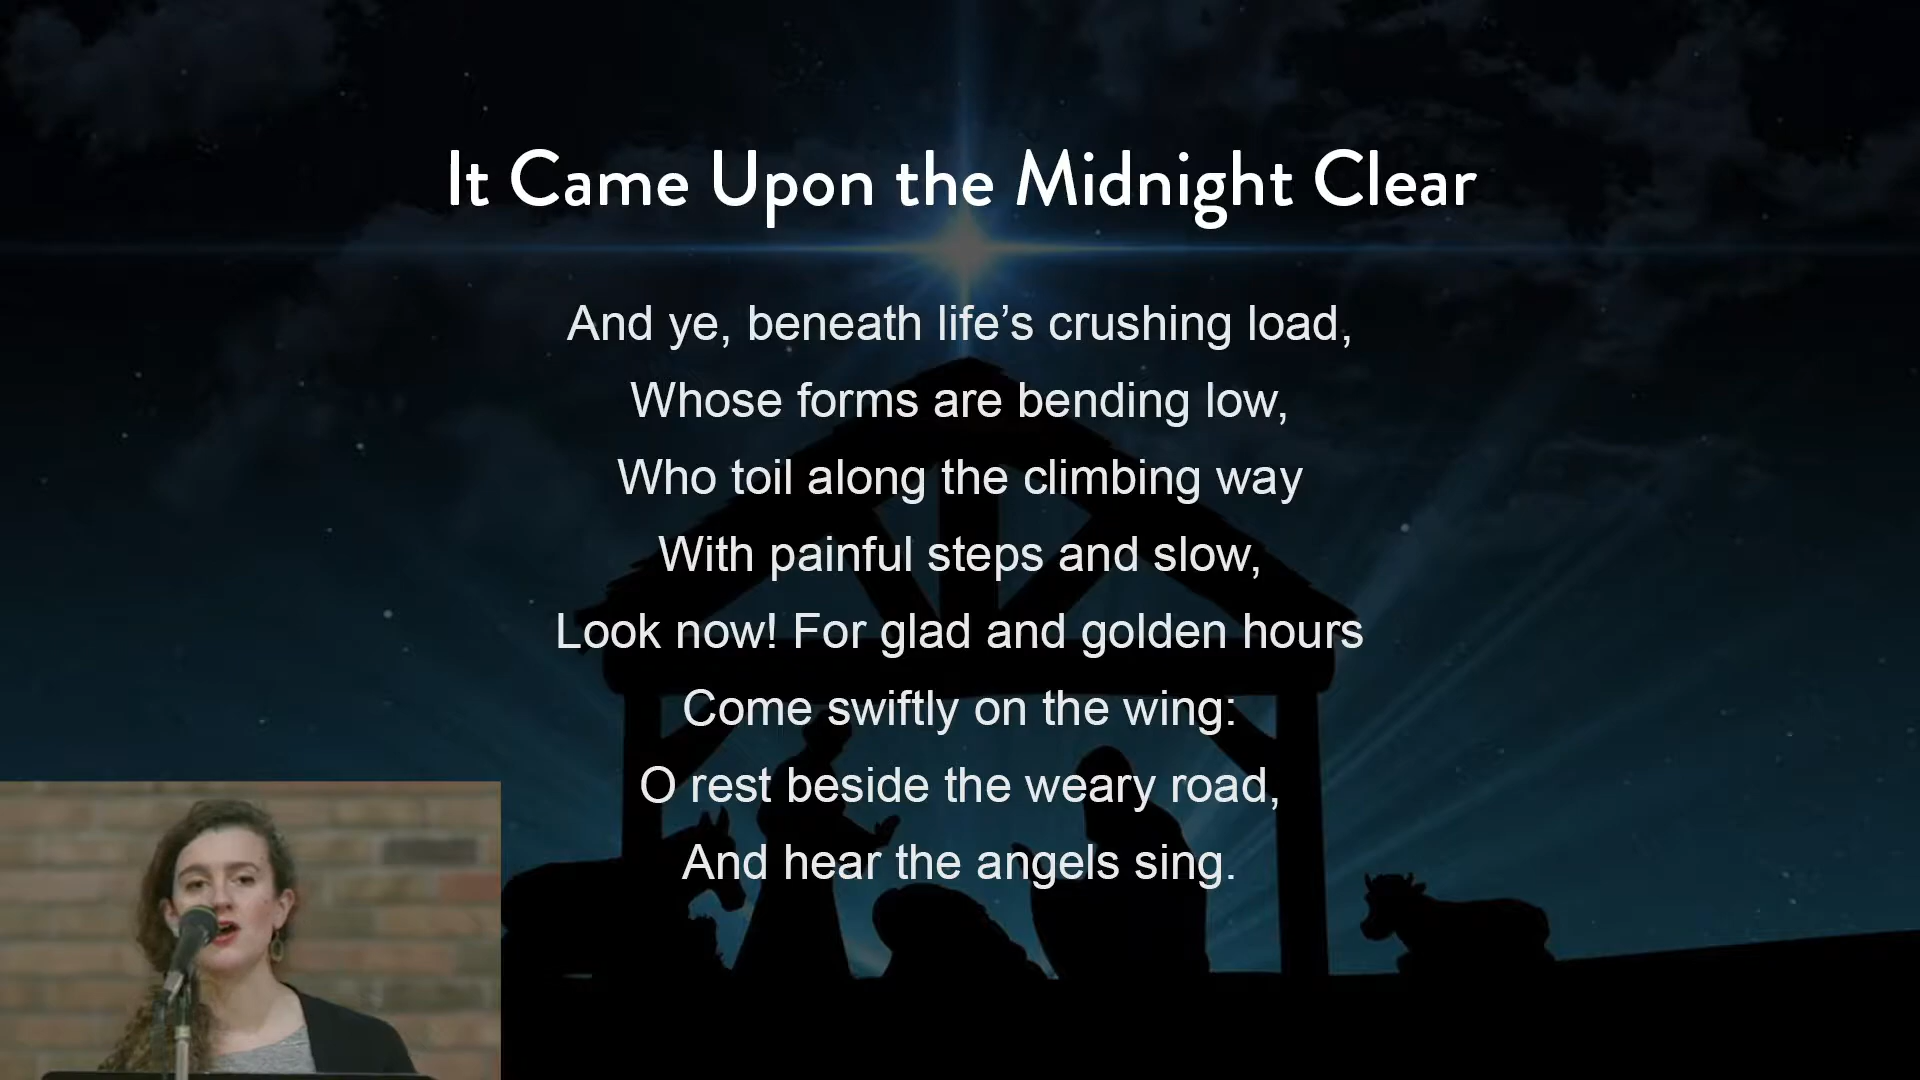 It Came Upon the Midnight Clear
And ye, beneath life’s crushing load,
Whose forms are bending low,
Who toil along the climbing way
With painful steps and slow,
Look now! For glad and golden hours
Come swiftly on the wing:
O rest beside the weary road,
And hear the angels sing.